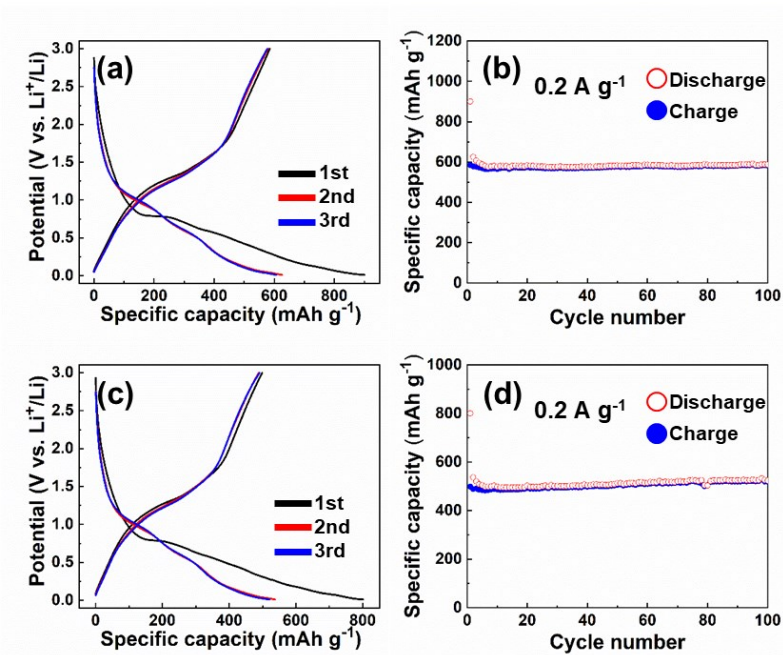 (a)
Potential (V vs. Li+/Li)
3.0
2.5
2.0
1.5
1.0
0.5
0.0
1st
2nd
3rd
0 200 400 600 800
Specific capacity (mAh g-1)
(b)
0.2 A g-1
Discharge
Charge
Specific capacity (mAh g-1)
1200
1000
800
600
400
200
0
0 20 40 60 80 100
Cycle number
(c)
Potential (V vs. Li+/Li)
3.0
2.5
2.0
1.5
1.0
0.5
0.0
1st
2nd
3rd
0 200 400 600 800
Specific capacity (mAh g-1)
(d)
0.2 A g-1
Discharge
Charge
Specific capacity (mAh g-1)
1000
800
600
400
200
0
0 20 40 60 80 100
Cycle number